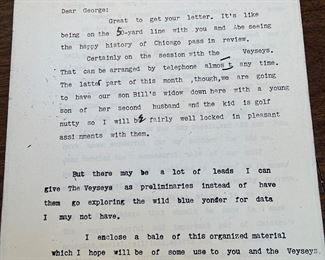 Dear George:
Great to get your letter. It's like
being on the 50-yard line with you and Abe seeing
the happy history of Chicago pass in review.
Certainly on the session with the Veyseys.
That can be arranged by telephone almost any time.
The latter part of this month ,though,we are going
to have our son Bill's widow down here with a young
son of her second husband and the kid is golf
nutty so I will be fairly well locked in pleasant
assignments with them.
But there may be a lot of leads I can
give The Veyseys as preliminaries instead of have
them go exploring the wild blue yonder for data
I may not have.
I enclose a bale of this organized material
which I hope will be of some use to you and the Veyseys,